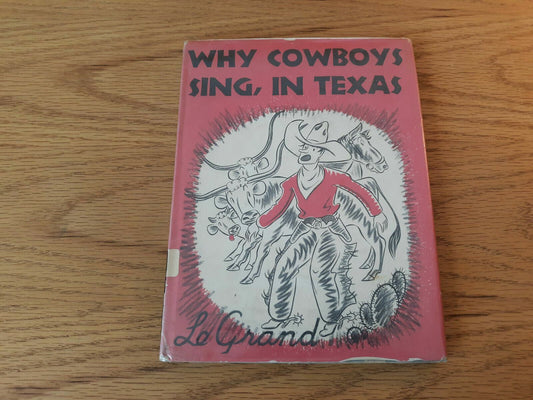 WHY COWBOYS
SING, IN TEXAS
Le Grand